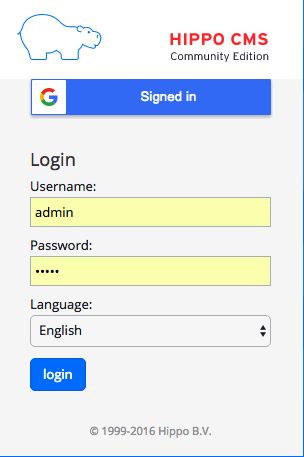 HIPPO CMS
Community Edition
Signed in
Login
Username:
admin
Password:
•••••
Language:
English
login
© 1999-2016 Hippo B.V.